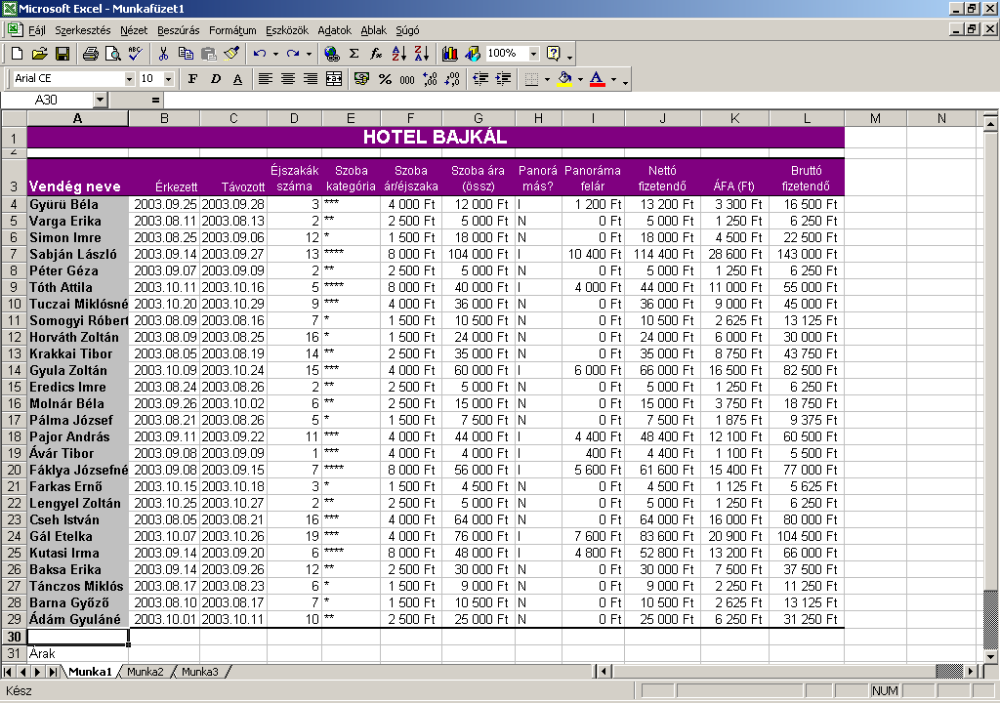 Microsoft Excel - Munkafüzet1
Fájl Szerkesztés Nézet Beszúrás Formátum Eszközök Adatok Ablak Súgó
100%
Arial CE 10 F D A % 000
A30 =
A B C D E F G H I J K L M N
1 HOTEL BAJKÁL
2
Éjszakák Szoba Szoba Szoba ára Panorá Panoráma Nettó Bruttó
3 Vendég neve Érkezett Távozott száma kategória ár/éjszaka (össz) más? felár fizetendő ÁFA (Ft) fizetendő
4 Gyürü Béla 2003.09.25 2003.09.28 3 *** 4 000 Ft 12 000 Ft I 1 200 Ft 13 200 Ft 3 300 Ft 16 500 Ft
5 Varga Erika 2003.08.11 2003.08.13 2 ** 2 500 Ft 5 000 Ft N 0 Ft 5 000 Ft 1 250 Ft 6 250 Ft
6 Simon Imre 2003.08.25 2003.09.06 12 * 1 500 Ft 18 000 Ft N 0 Ft 18 000 Ft 4 500 Ft 22 500 Ft
7 Sabján László 2003.09.14 2003.09.27 13 **** 8 000 Ft 104 000 Ft I 10 400 Ft 114 400 Ft 28 600 Ft 143 000 Ft
8 Péter Géza 2003.09.07 2003.09.09 2 ** 2 500 Ft 5 000 Ft N 0 Ft 5 000 Ft 1 250 Ft 6 250 Ft
9 Tóth Attila 2003.10.11 2003.10.16 5 **** 8 000 Ft 40 000 Ft I 4 000 Ft 44 000 Ft 11 000 Ft 55 000 Ft
10 Tuczai Miklósné 2003.10.20 2003.10.29 9 *** 4 000 Ft 36 000 Ft N 0 Ft 36 000 Ft 9 000 Ft 45 000 Ft
11 Somogyi Róbert 2003.08.09 2003.08.16 7 * 1 500 Ft 10 500 Ft N 0 Ft 10 500 Ft 2 625 Ft 13 125 Ft
12 Horváth Zoltán 2003.08.09 2003.08.25 16 * 1 500 Ft 24 000 Ft N 0 Ft 24 000 Ft 6 000 Ft 30 000 Ft
13 Krakkai Tibor 2003.08.05 2003.08.19 14 ** 2 500 Ft 35 000 Ft N 0 Ft 35 000 Ft 8 750 Ft 43 750 Ft
14 Gyula Zoltán 2003.10.09 2003.10.24 15 *** 4 000 Ft 60 000 Ft I 6 000 Ft 66 000 Ft 16 500 Ft 82 500 Ft
15 Eredics Imre 2003.08.24 2003.08.26 2 ** 2 500 Ft 5 000 Ft N 0 Ft 5 000 Ft 1 250 Ft 6 250 Ft
16 Molnár Béla 2003.09.26 2003.10.02 6 ** 2 500 Ft 15 000 Ft N 0 Ft 15 000 Ft 3 750 Ft 18 750 Ft
17 Pálma József 2003.08.21 2003.08.26 5 * 1 500 Ft 7 500 Ft N 0 Ft 7 500 Ft 1 875 Ft 9 375 Ft
18 Pajor András 2003.09.11 2003.09.22 11 *** 4 000 Ft 44 000 Ft I 4 400 Ft 48 400 Ft 12 100 Ft 60 500 Ft
19 Ávár Tibor 2003.09.08 2003.09.09 1 *** 4 000 Ft 4 000 Ft I 400 Ft 4 400 Ft 1 100 Ft 5 500 Ft
20 Fáklya Józsefné 2003.09.08 2003.09.15 7 **** 8 000 Ft 56 000 Ft I 5 600 Ft 61 600 Ft 15 400 Ft 77 000 Ft
21 Farkas Ernő 2003.10.15 2003.10.18 3 * 1 500 Ft 4 500 Ft N 0 Ft 4 500 Ft 1 125 Ft 5 625 Ft
22 Lengyel Zoltán 2003.10.25 2003.10.27 2 ** 2 500 Ft 5 000 Ft N 0 Ft 5 000 Ft 1 250 Ft 6 250 Ft
23 Cseh István 2003.08.05 2003.08.21 16 *** 4 000 Ft 64 000 Ft N 0 Ft 64 000 Ft 16 000 Ft 80 000 Ft
24 Gál Etelka 2003.10.07 2003.10.26 19 *** 4 000 Ft 76 000 Ft I 7 600 Ft 83 600 Ft 20 900 Ft 104 500 Ft
25 Kutasi Irma 2003.09.14 2003.09.20 6 **** 8 000 Ft 48 000 Ft I 4 800 Ft 52 800 Ft 13 200 Ft 66 000 Ft
26 Baksa Erika 2003.09.14 2003.09.26 12 ** 2 500 Ft 30 000 Ft N 0 Ft 30 000 Ft 7 500 Ft 37 500 Ft
27 Tánczos Miklós 2003.08.17 2003.08.23 6 * 1 500 Ft 9 000 Ft N 0 Ft 9 000 Ft 2 250 Ft 11 250 Ft
28 Barna Győző 2003.08.10 2003.08.17 7 * 1 500 Ft 10 500 Ft N 0 Ft 10 500 Ft 2 625 Ft 13 125 Ft
29 Ádám Gyuláné 2003.10.01 2003.10.11 10 ** 2 500 Ft 25 000 Ft N 0 Ft 25 000 Ft 6 250 Ft 31 250 Ft
30
31 Árak
Munka1 Munka2 Munka3
Kész NUM